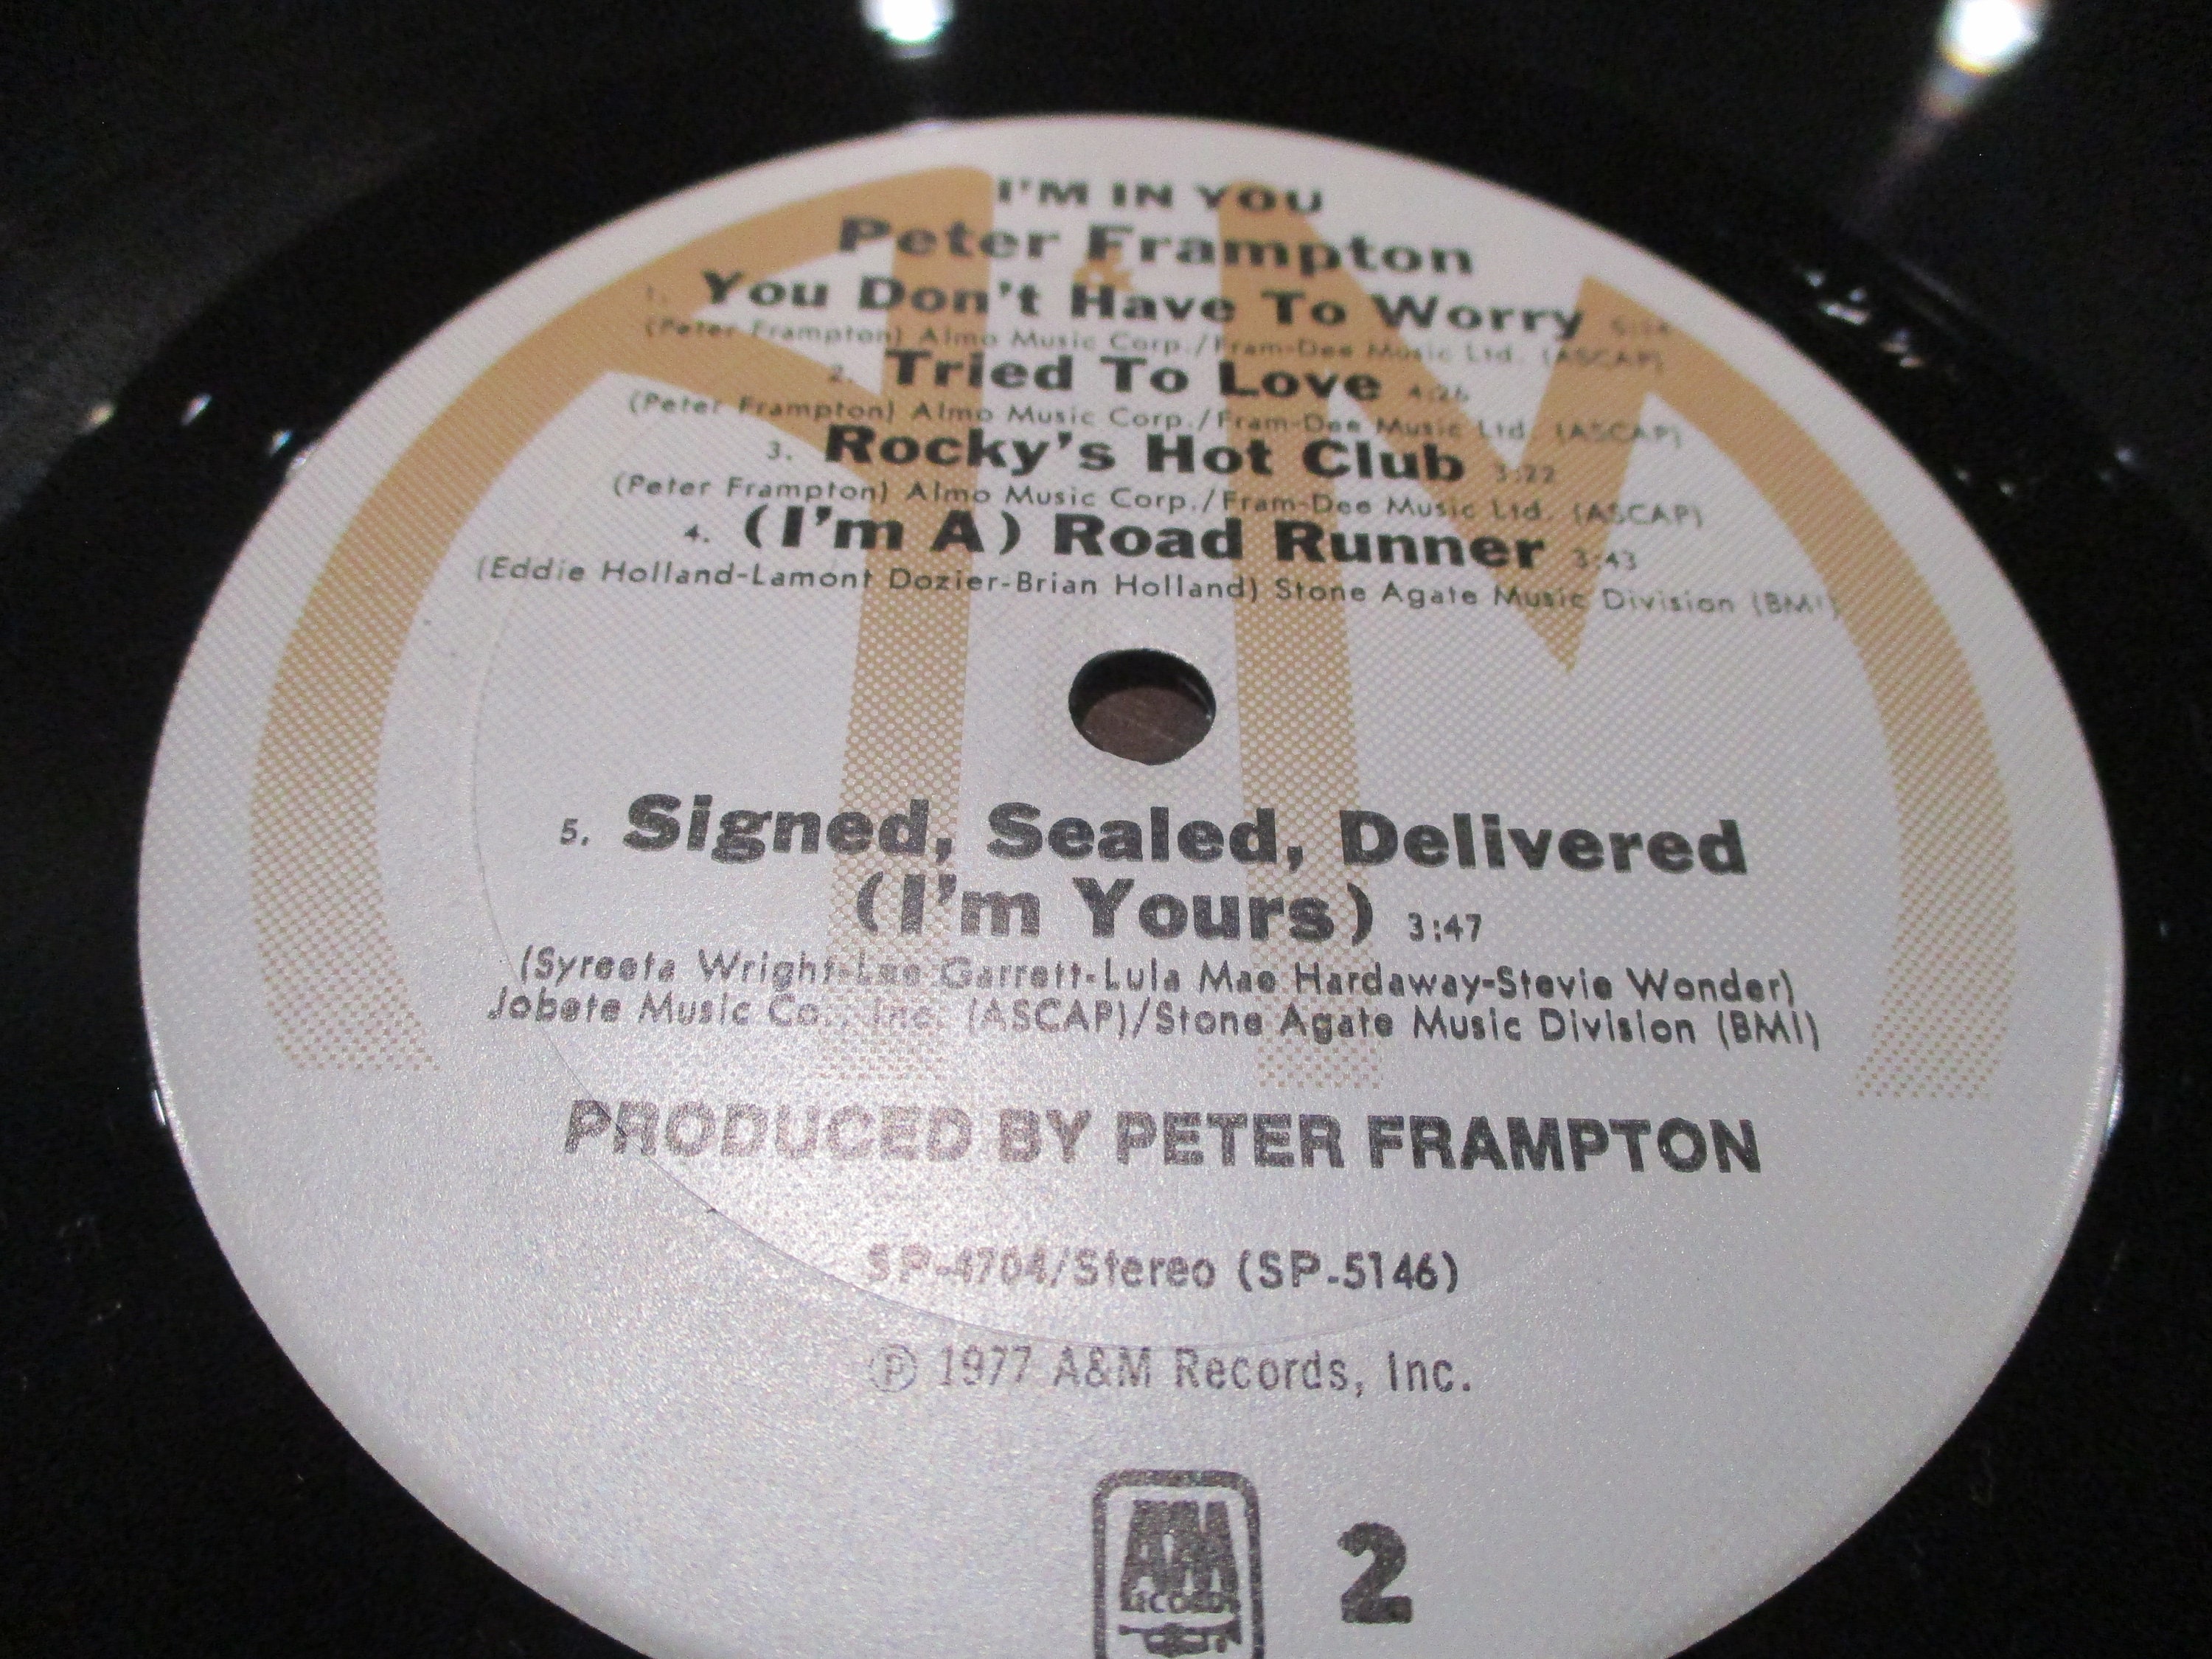 I'M IN YOU
Peter Frampton
1. You Don't Have To Worry
(Peter Frampton) Almo Music Corp./Fram-Dee Music Ltd. (ASCAP)
2. Tried To Love 4:26
(Peter Frampton) Almo Music Corp./Fram-Dee Music Ltd. (ASCAP)
3. Rocky's Hot Club 3:22
(Peter Frampton) Almo Music Corp./Fram-Dee Music Ltd. (ASCAP)
4. (I'm A) Road Runner 3:43
(Eddie Holland-Lamont Dozier-Brian Holland) Stone Agate Music Division (BMI)
5. Signed, Sealed, Delivered
(I'm Yours) 3:47
(Syreeta Wright-Lee Garrett-Lula Mae Hardaway-Stevie Wonder)
Jobete Music Co., Inc. (ASCAP)/Stone Agate Music Division (BMI)
PRODUCED BY PETER FRAMPTON
SP-4704/Stereo (SP-5146)
℗ 1977 A&M Records, Inc.
A&M
RECORDS
2